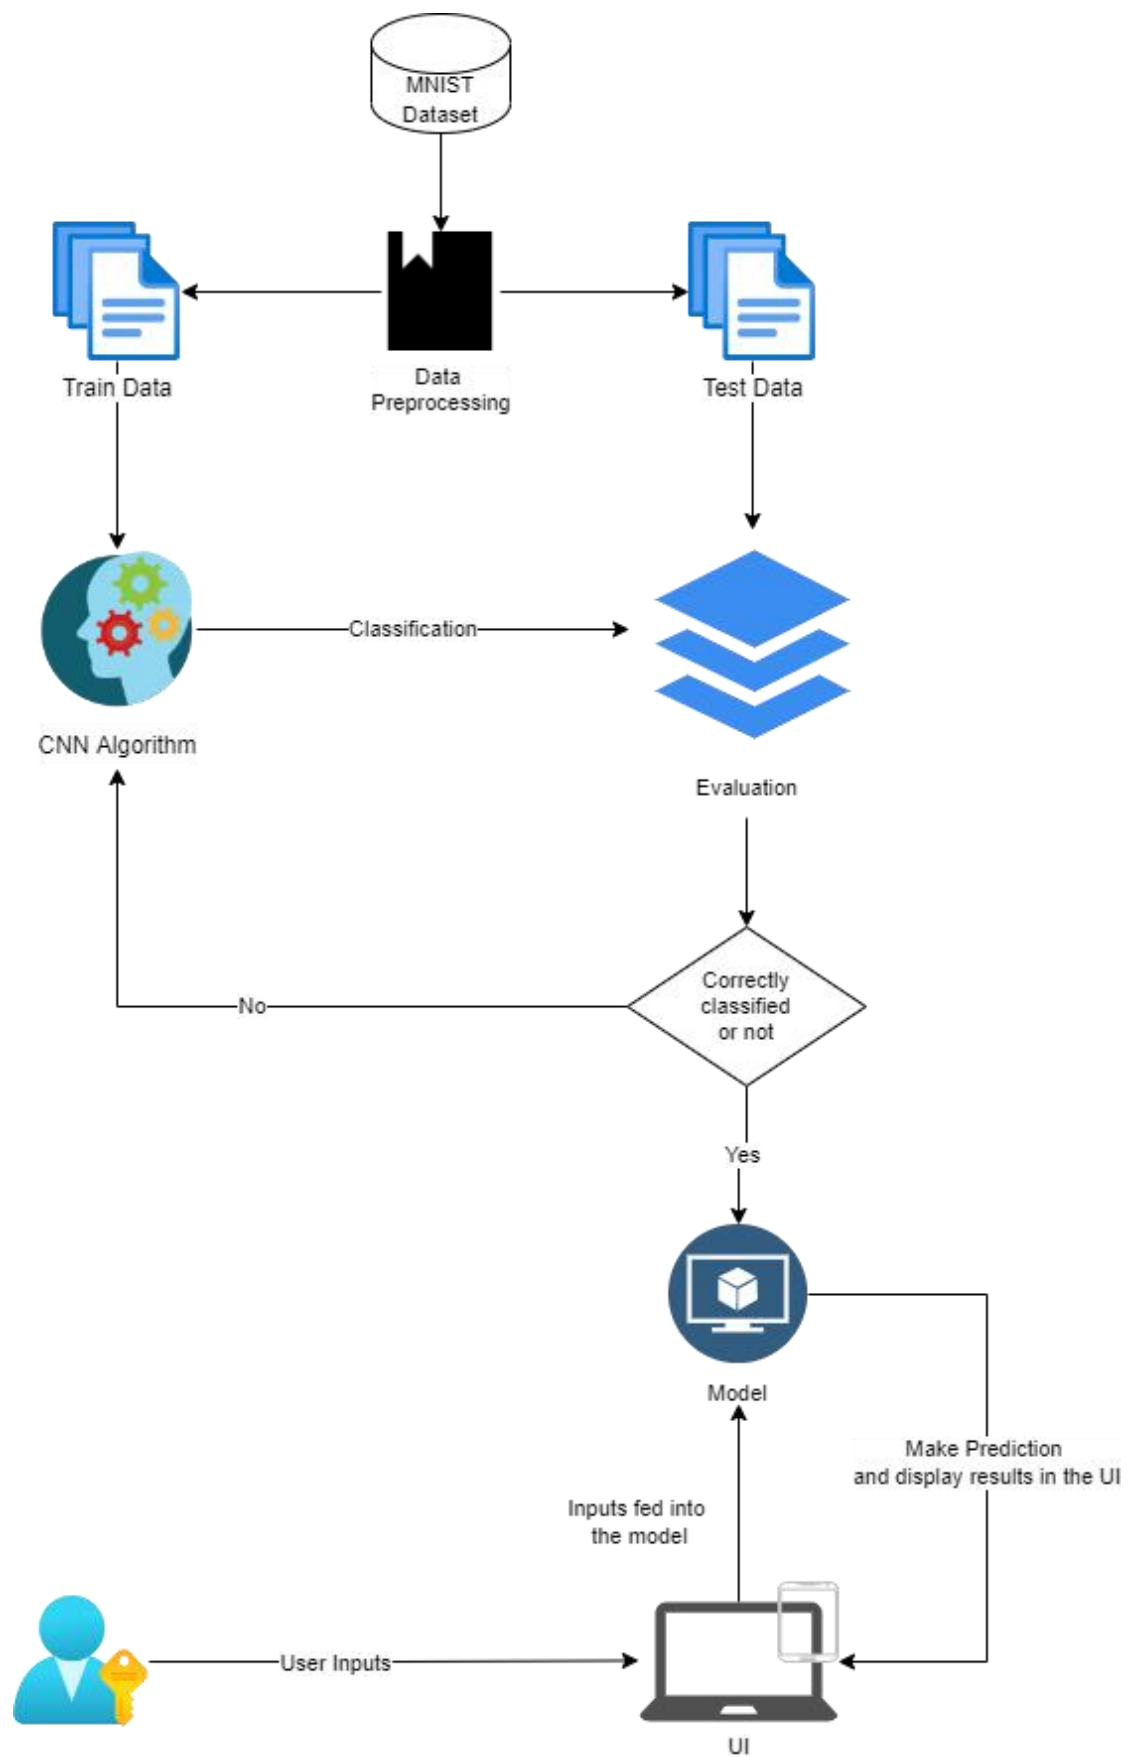 MNIST
Dataset
Train Data
Data
Preprocessing
Test Data
Classification
CNN Algorithm
Evaluation
Correctly
classified
or not
No
Yes
Model
Make Prediction
and display results in the UI
Inputs fed into
the model
User Inputs
UI